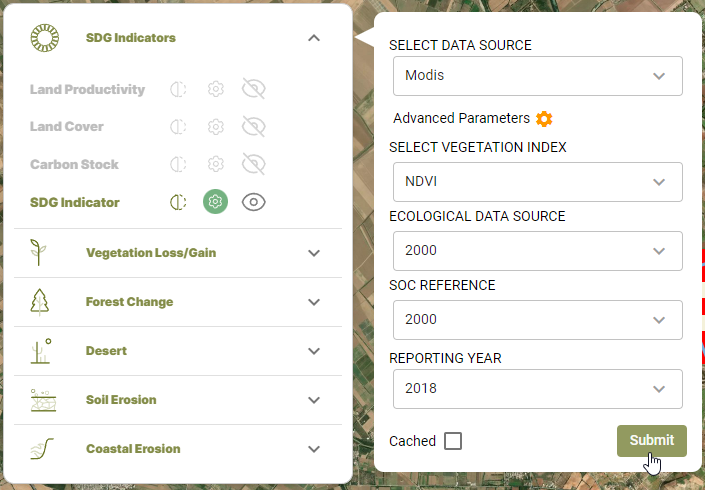 SDG Indicators
Land Productivity
Land Cover
Carbon Stock
SDG Indicator
Vegetation Loss/Gain
Forest Change
Desert
Soil Erosion
Coastal Erosion
SELECT DATA SOURCE
Modis
Advanced Parameters
SELECT VEGETATION INDEX
NDVI
ECOLOGICAL DATA SOURCE
2000
SOC REFERENCE
2000
REPORTING YEAR
2018
Cached
Submit